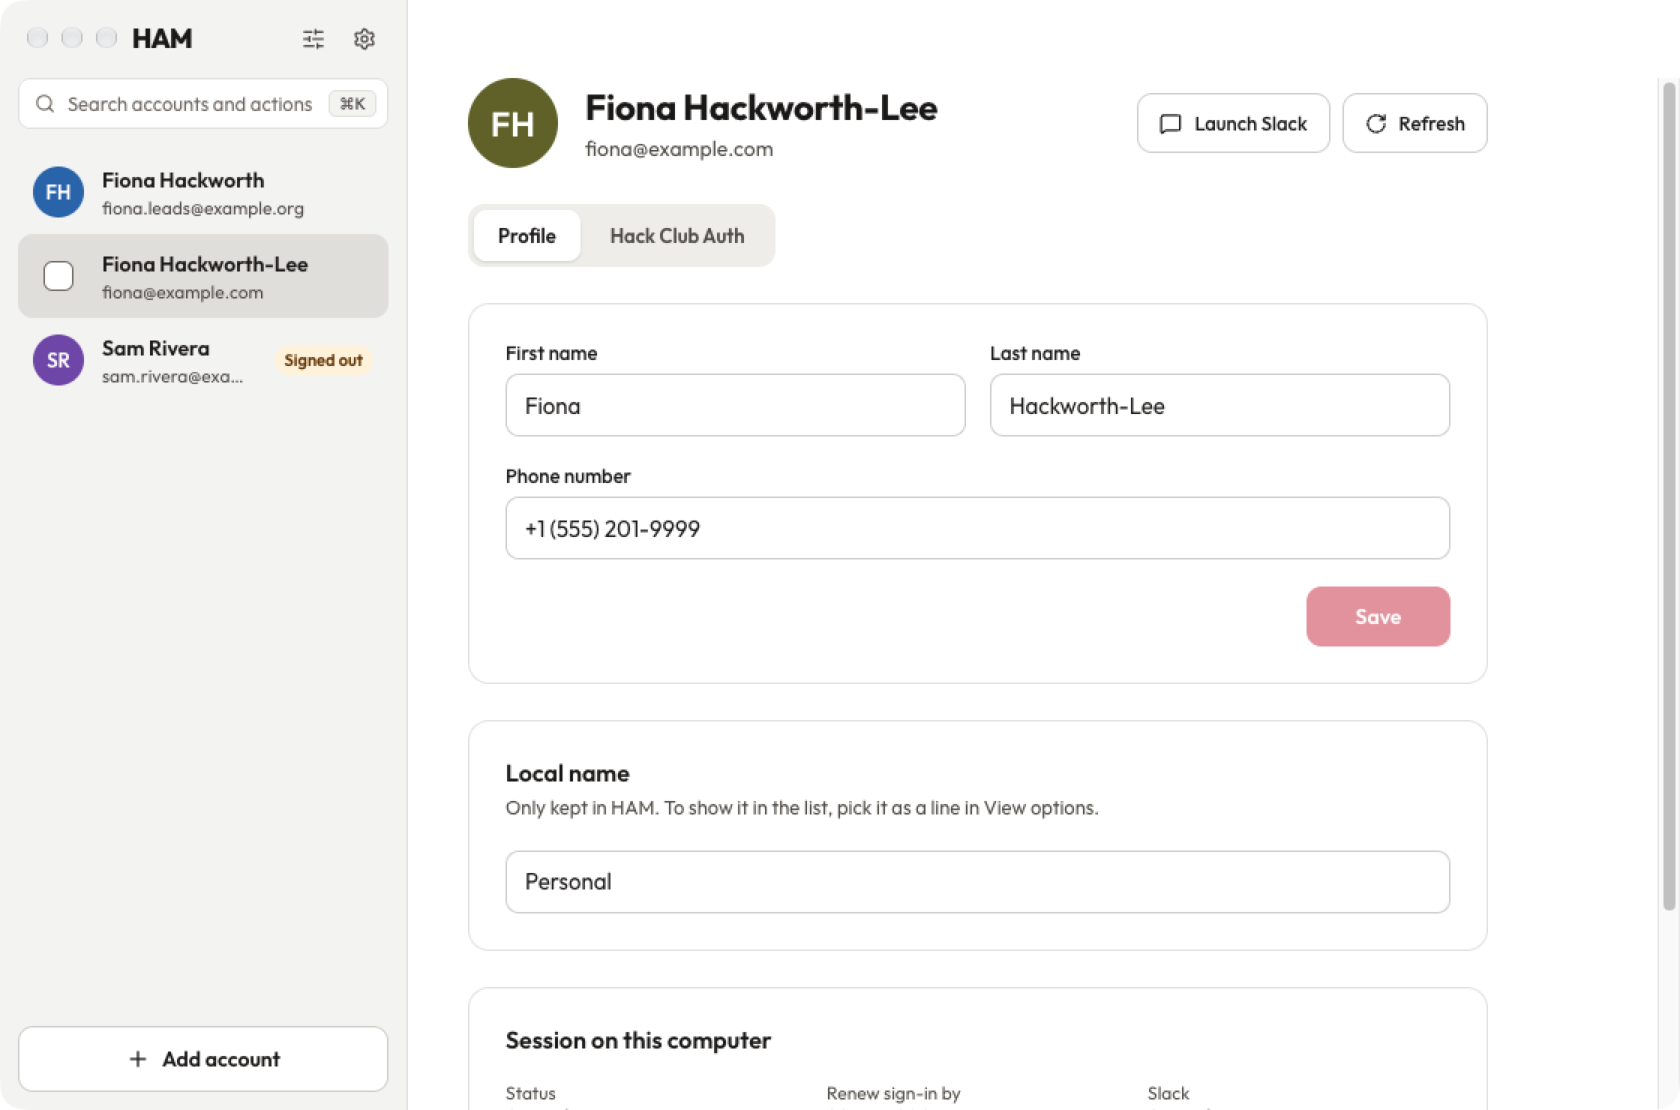 HAM
Search accounts and actions ⌘K
FH
Fiona Hackworth
fiona.leads@example.org
Fiona Hackworth-Lee
fiona@example.com
SR
Sam Rivera
sam.rivera@exa...
Signed out
+ Add account
FH
Fiona Hackworth-Lee
fiona@example.com
Launch Slack
Refresh
Profile
Hack Club Auth
First name
Last name
Fiona
Hackworth-Lee
Phone number
+1 (555) 201-9999
Save
Local name
Only kept in HAM. To show it in the list, pick it as a line in View options.
Personal
Session on this computer
Status
Renew sign-in by
Slack